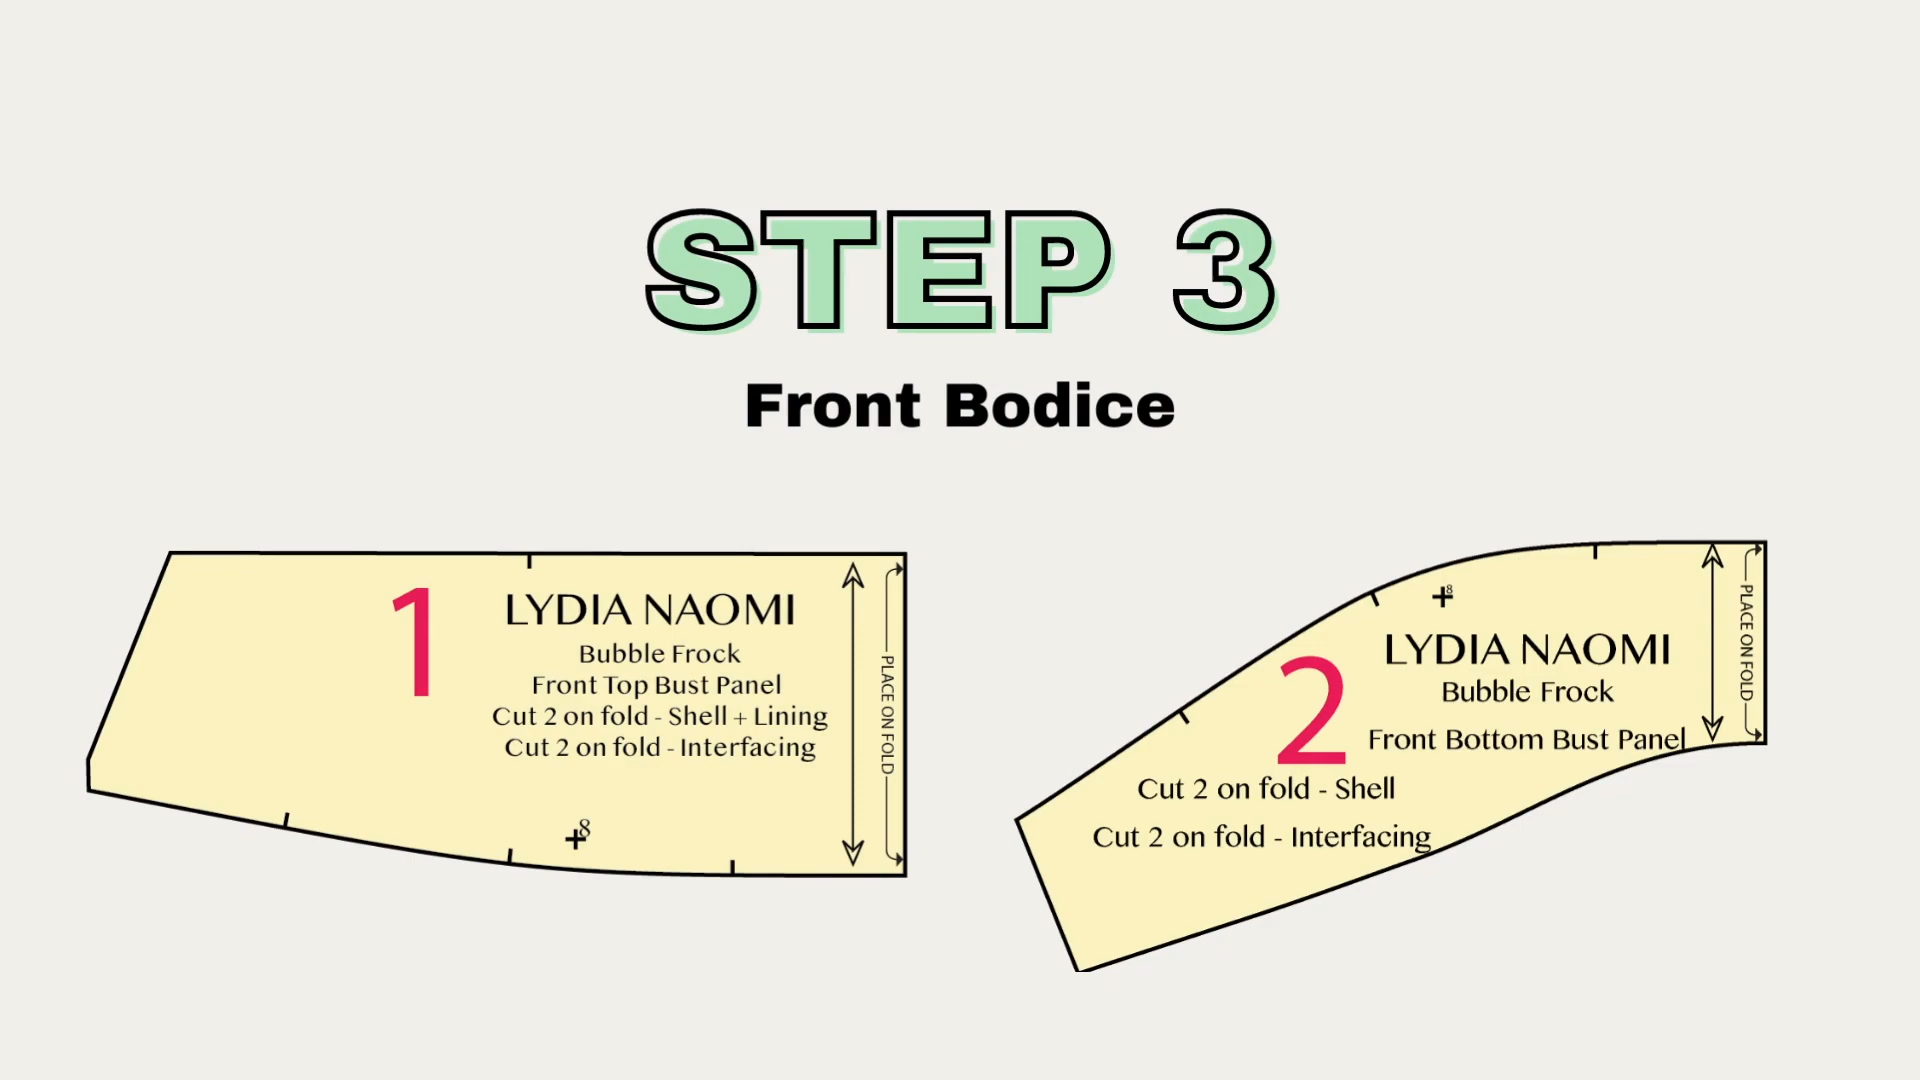 STEP 3
Front Bodice
1
LYDIA NAOMI
Bubble Frock
Front Top Bust Panel
Cut 2 on fold - Shell + Lining
Cut 2 on fold - Interfacing
8
PLACE ON FOLD
8
2
LYDIA NAOMI
Bubble Frock
Front Bottom Bust Panel
Cut 2 on fold - Shell
Cut 2 on fold - Interfacing
PLACE ON FOLD